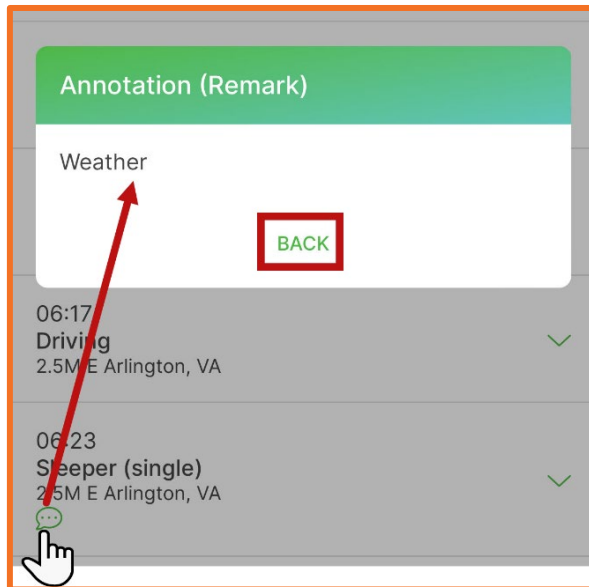 Annotation (Remark)
Weather
BACK
06:17
Driving
2.5M E Arlington, VA
06:23
Sleeper (single)
2.5M E Arlington, VA